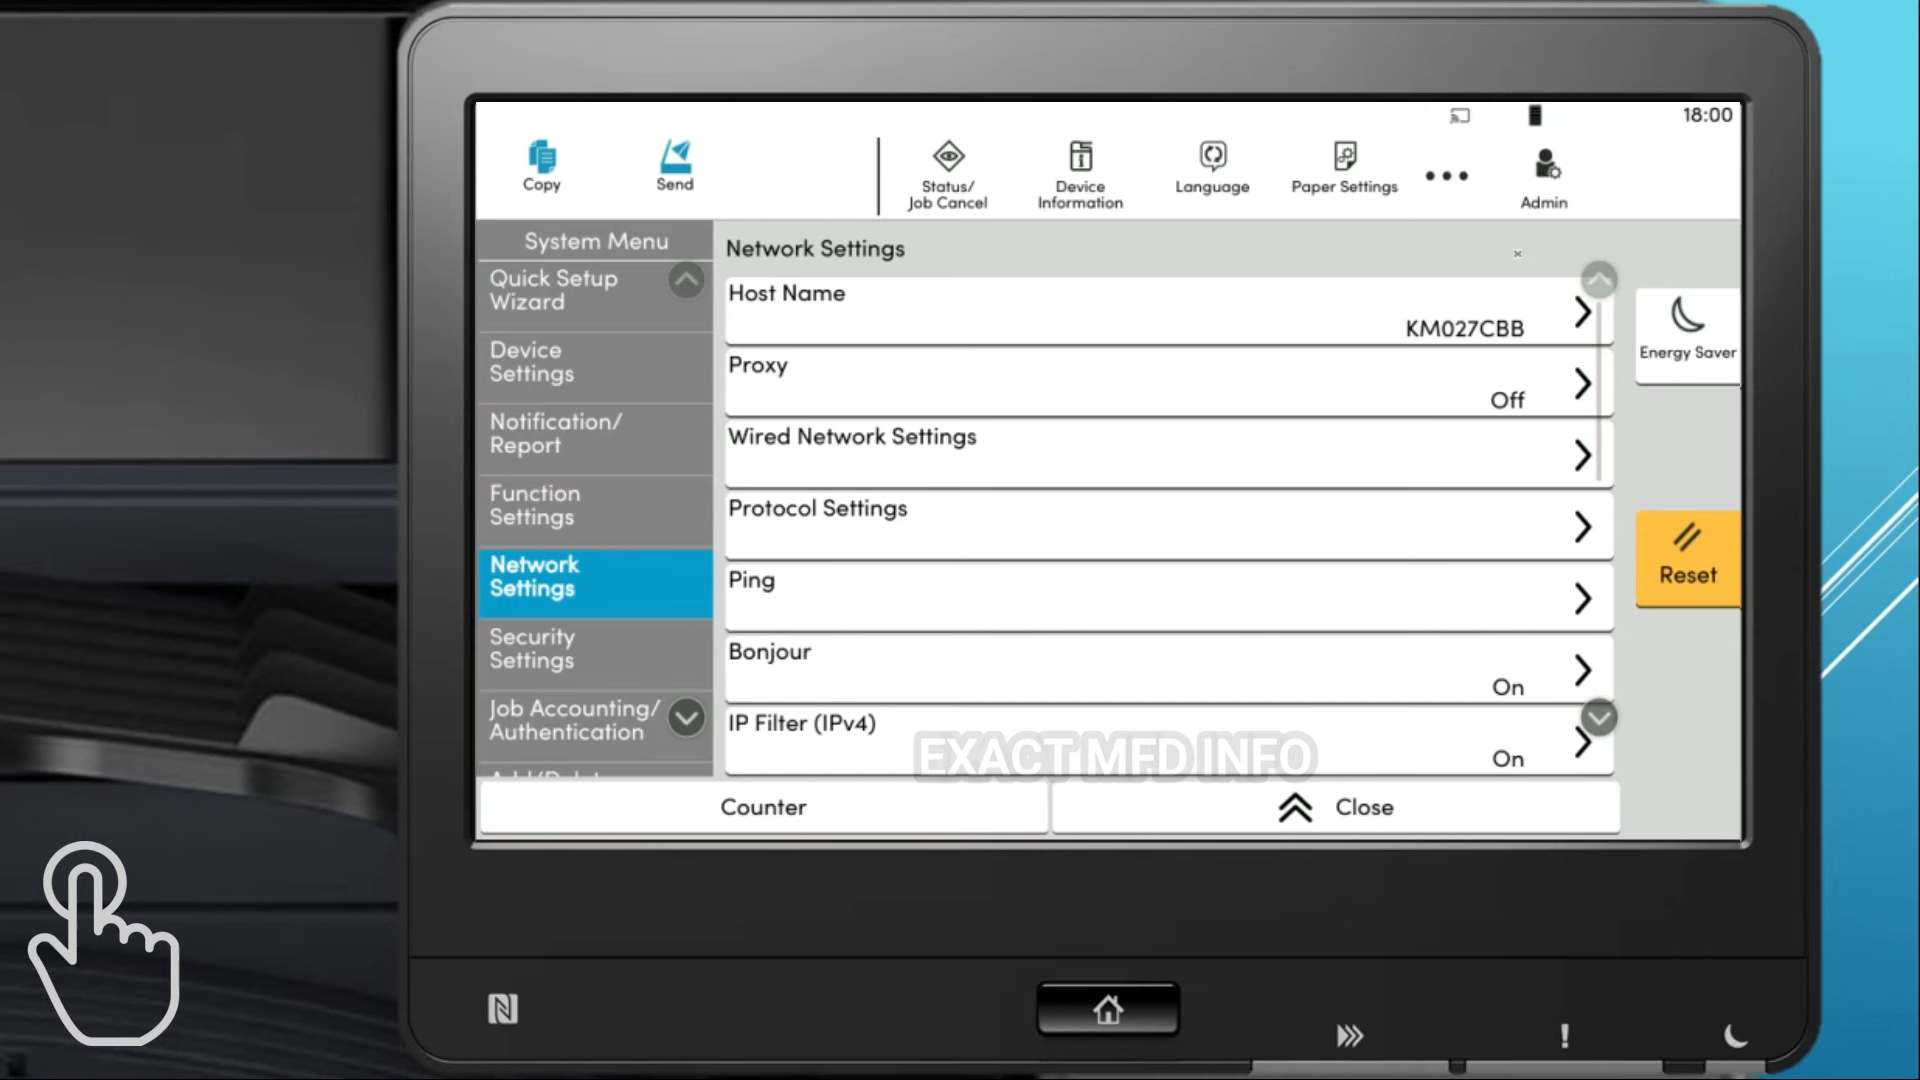 18:00
Copy
Send
Status/
Job Cancel
Device
Information
Language
Paper Settings
Admin
System Menu
Quick Setup
Wizard
Device
Settings
Notification/
Report
Function
Settings
Network
Settings
Security
Settings
Job Accounting/
Authentication
Network Settings
Host Name
KM027CBB
Proxy
Off
Wired Network Settings
Protocol Settings
Ping
Bonjour
On
IP Filter (IPv4)
On
EXACT MFD INFO
Energy Saver
Reset
Counter
Close